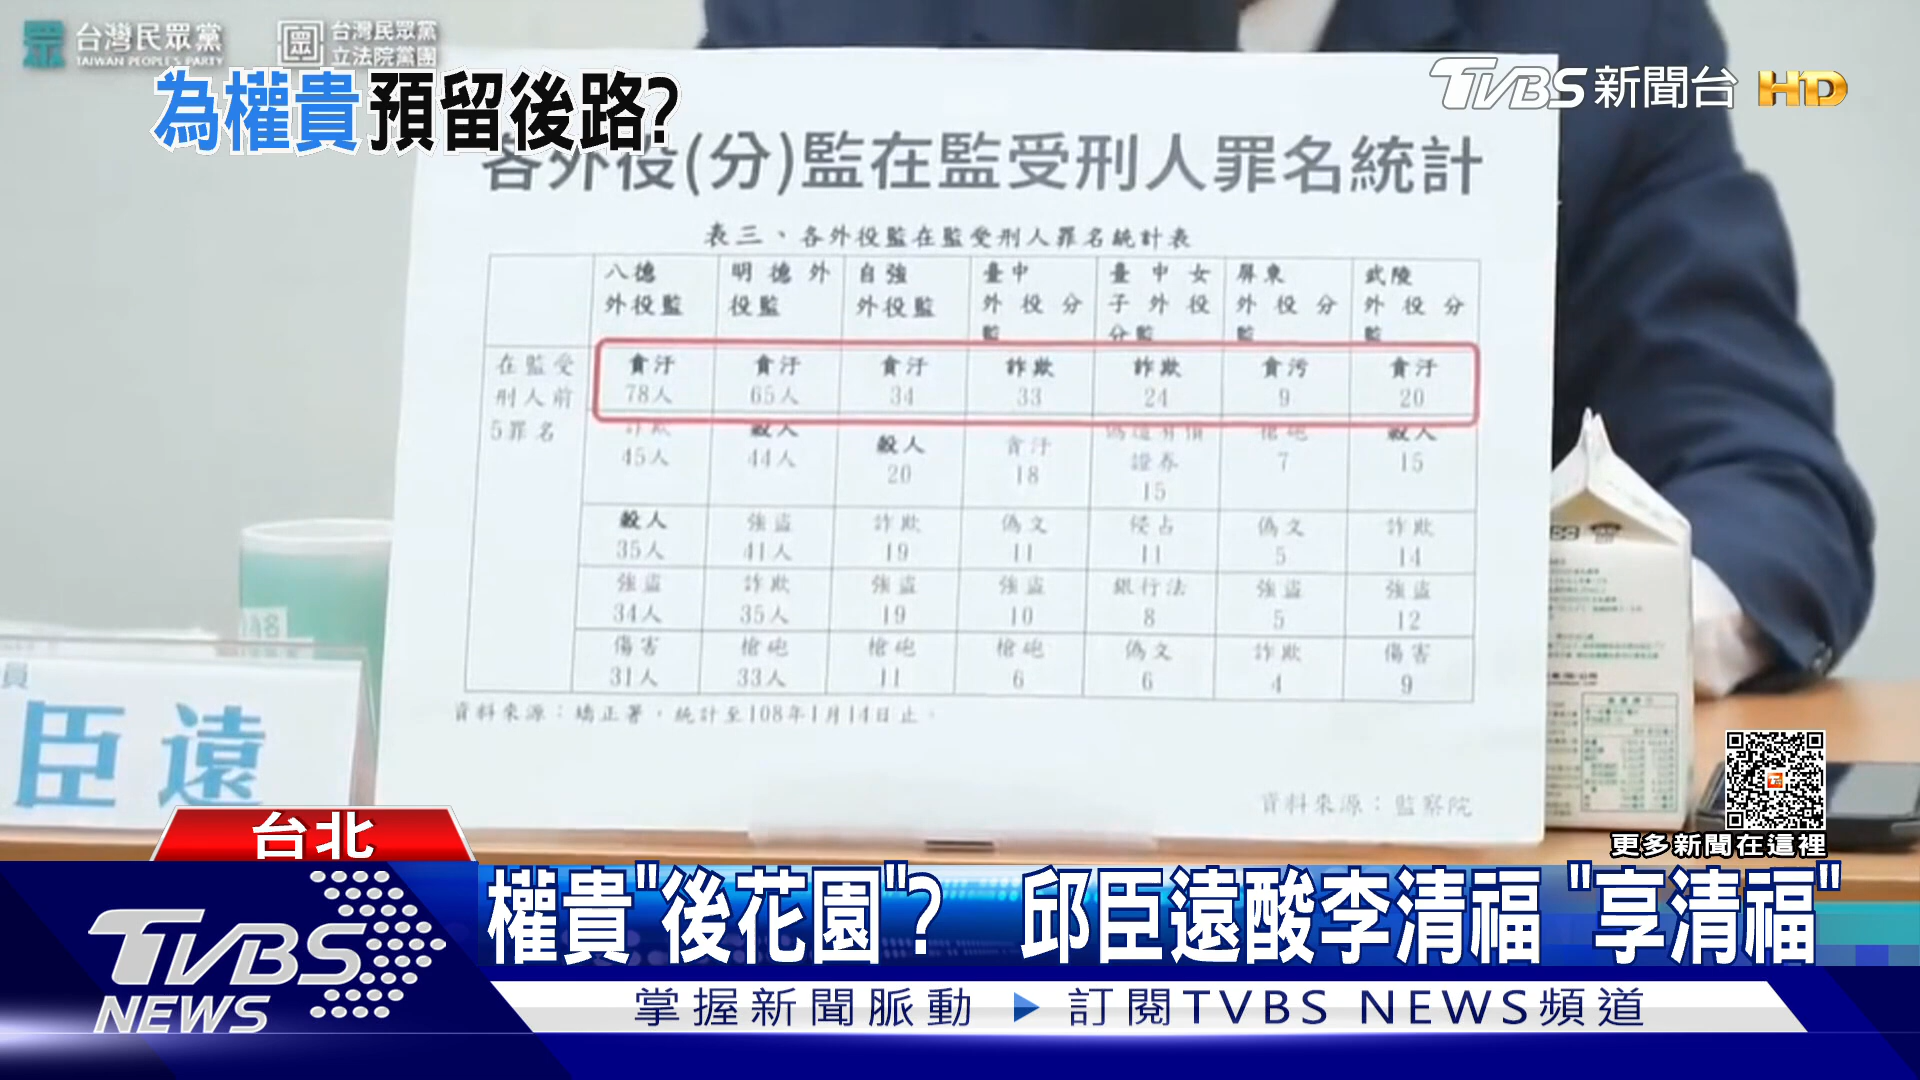 台灣民眾黨
TAIWAN PEOPLE'S PARTY
台灣民眾黨
立法院黨團
為權貴預留後路?
TVBS新聞台 HD
各外役(分)監在監受刑人罪名統計
表三、各外役監在監受刑人罪名統計表
八德 明德外 自強 臺中 臺中女 屏東 武陵
外役監 役監 外役監 外役分 子外役 外役分 外役分
監 分監 監 監
在監受 貪汙 貪汙 貪汙 詐欺 詐欺 貪污 貪汙
刑人前 78人 65人 34 33 24 9 20
5罪名 詐欺 殺人 殺人 貪汙 偽造有價 槍砲 殺人
45人 44人 20 18 證券 7 15
15
殺人 強盜 詐欺 偽文 侵占 偽文 詐欺
35人 41人 19 11 11 5 14
強盜 詐欺 強盜 強盜 銀行法 強盜 強盜
34人 35人 19 10 8 5 12
傷害 槍砲 槍砲 槍砲 偽文 詐欺 傷害
31人 33人 11 6 6 4 9
資料來源：矯正署，統計至108年1月14日止。
資料來源：監察院
員
臣遠
更多新聞在這裡
台北
權貴"後花園"? 邱臣遠酸李清福 "享清福"
TVBS
NEWS
掌握新聞脈動 ▶ 訂閱TVBS NEWS頻道